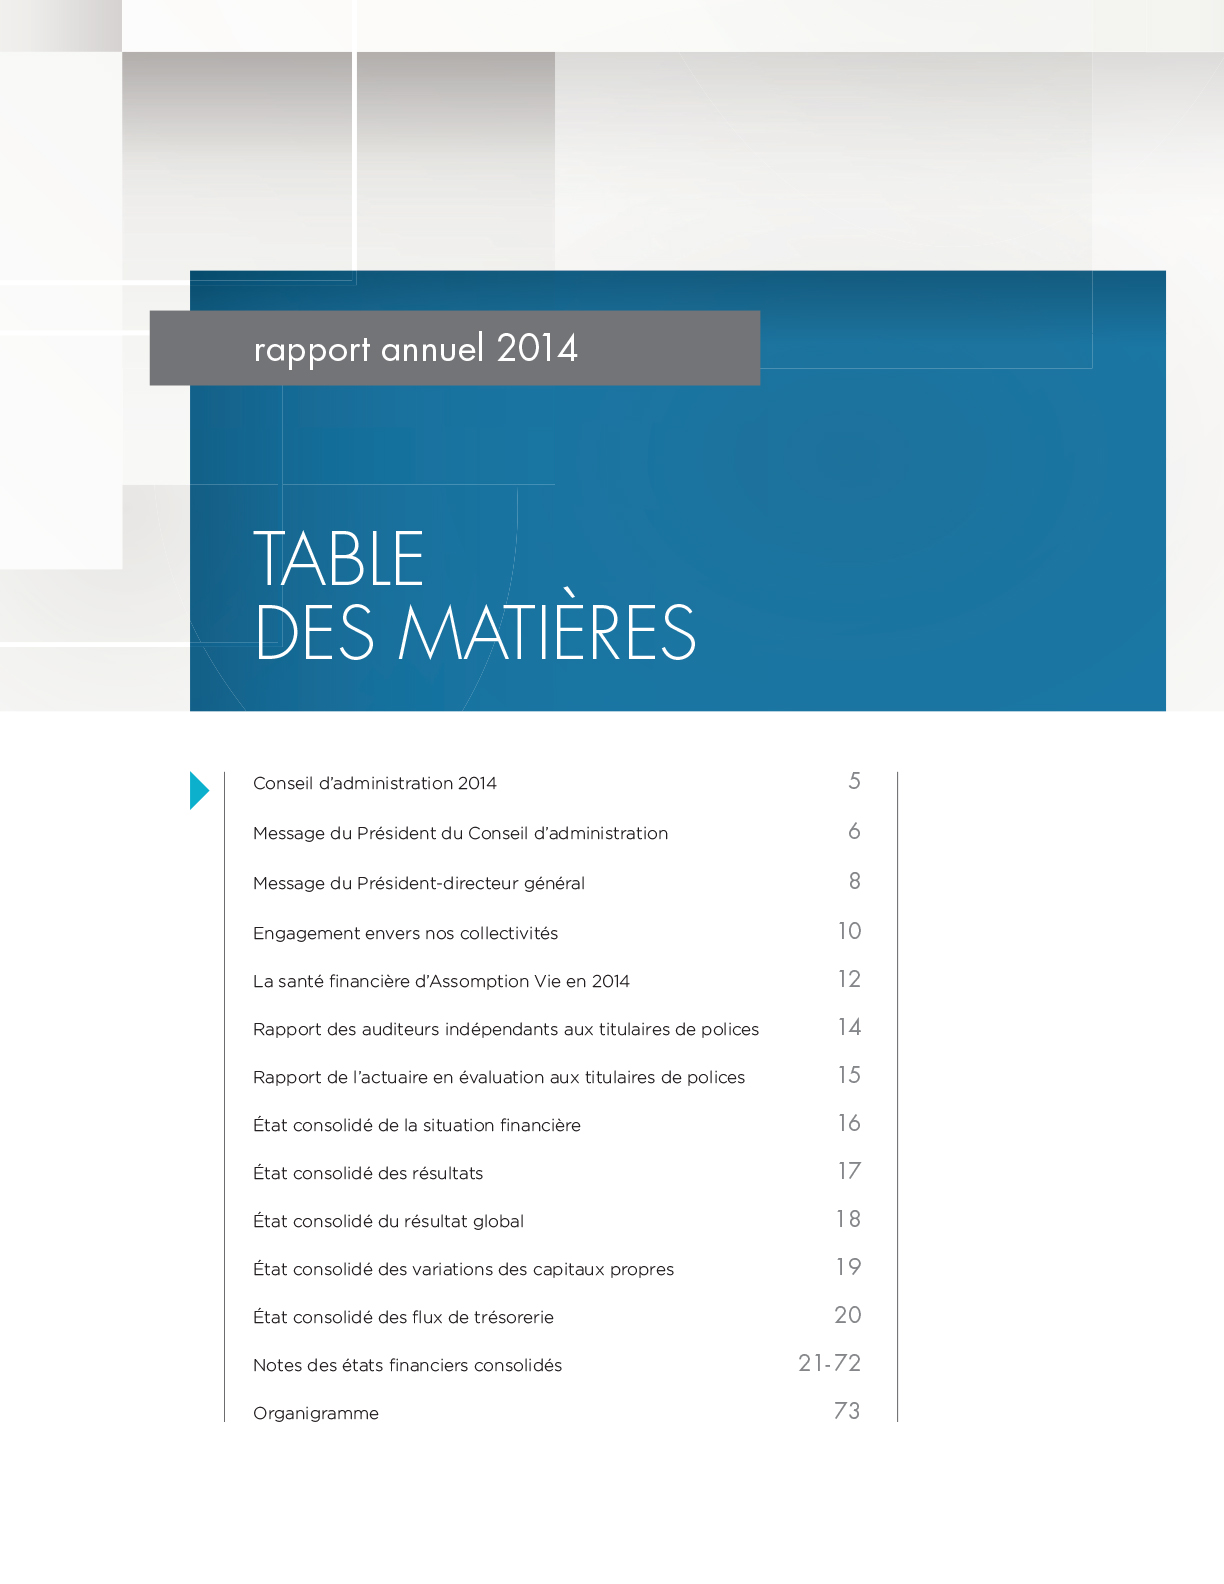 rapport annuel 2014
TABLE
DES MATIÈRES
Conseil d’administration 2014 5
Message du Président du Conseil d’administration 6
Message du Président-directeur général 8
Engagement envers nos collectivités 10
La santé financière d’Assomption Vie en 2014 12
Rapport des auditeurs indépendants aux titulaires de polices 14
Rapport de l’actuaire en évaluation aux titulaires de polices 15
État consolidé de la situation financière 16
État consolidé des résultats 17
État consolidé du résultat global 18
État consolidé des variations des capitaux propres 19
État consolidé des flux de trésorerie 20
Notes des états financiers consolidés 21-72
Organigramme 73